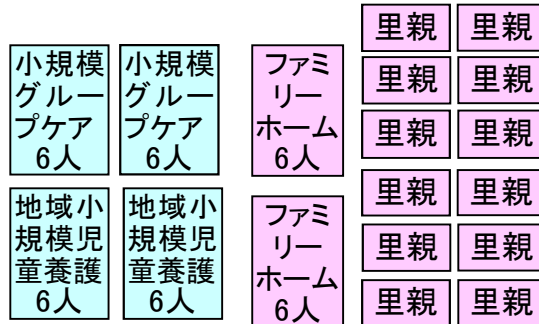 小規模
グルー
プケア
6人
小規模
グルー
プケア
6人
地域小
規模児
童養護
6人
地域小
規模児
童養護
6人
ファミ
リー
ホーム
6人
ファミ
リー
ホーム
6人
里親
里親
里親
里親
里親
里親
里親
里親
里親
里親
里親
里親